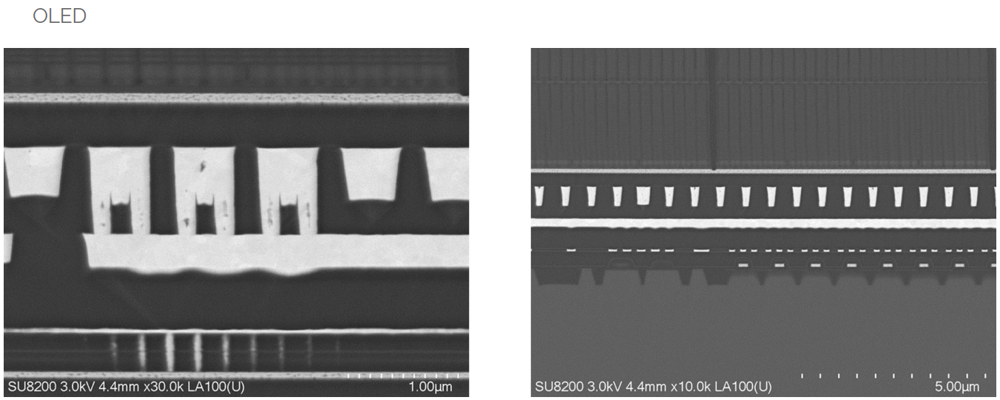 OLED
SU8200 3.0kV 4.4mm x30.0k LA100(U)
1.00µm
SU8200 3.0kV 4.4mm x10.0k LA100(U)
5.00µm